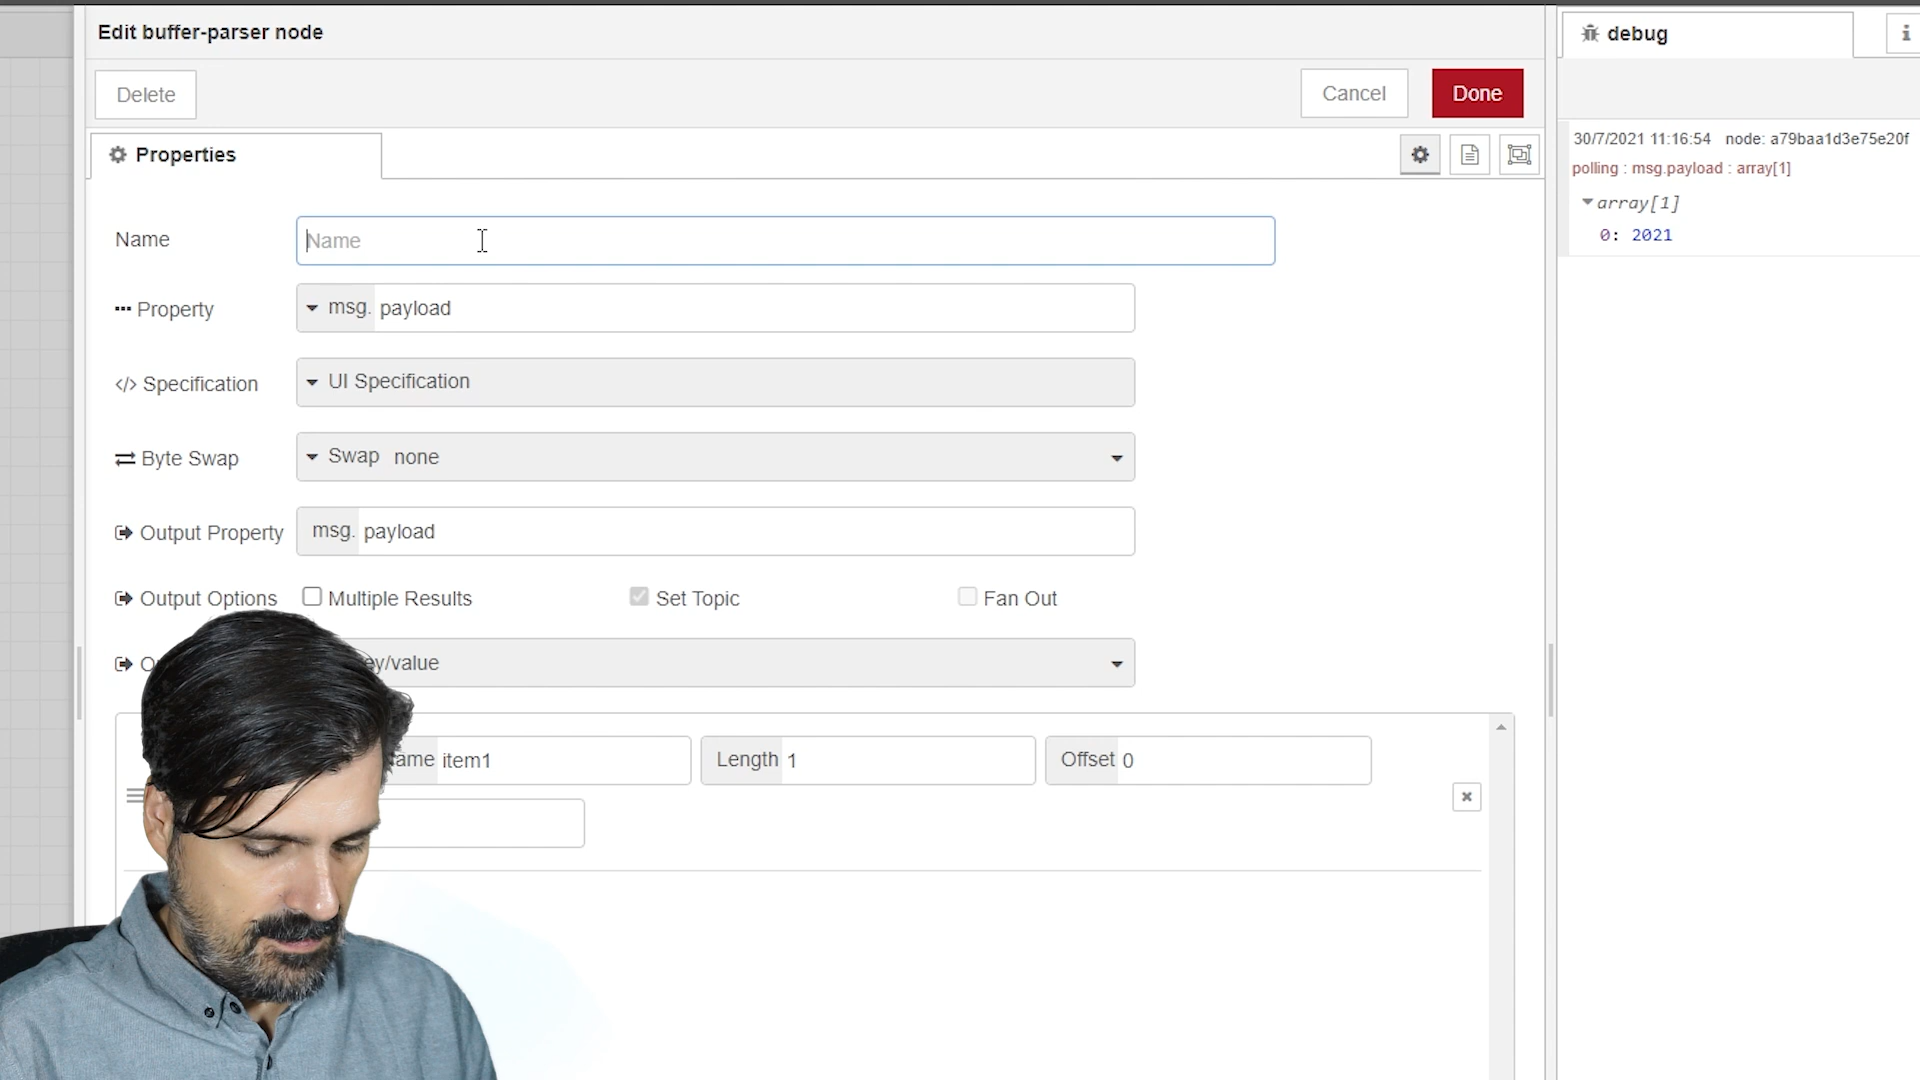 Edit buffer-parser node
debug
Delete
Cancel
Done
30/7/2021 11:16:54 node: a79baa1d3e75e20f
Properties
polling : msg.payload : array[1]
array[1]
0: 2021
Name
Name
Property
msg. payload
</> Specification
UI Specification
Byte Swap
Swap none
Output Property
msg. payload
Output Options
Multiple Results
Set Topic
Fan Out
ey/value
ame item1
Length 1
Offset 0